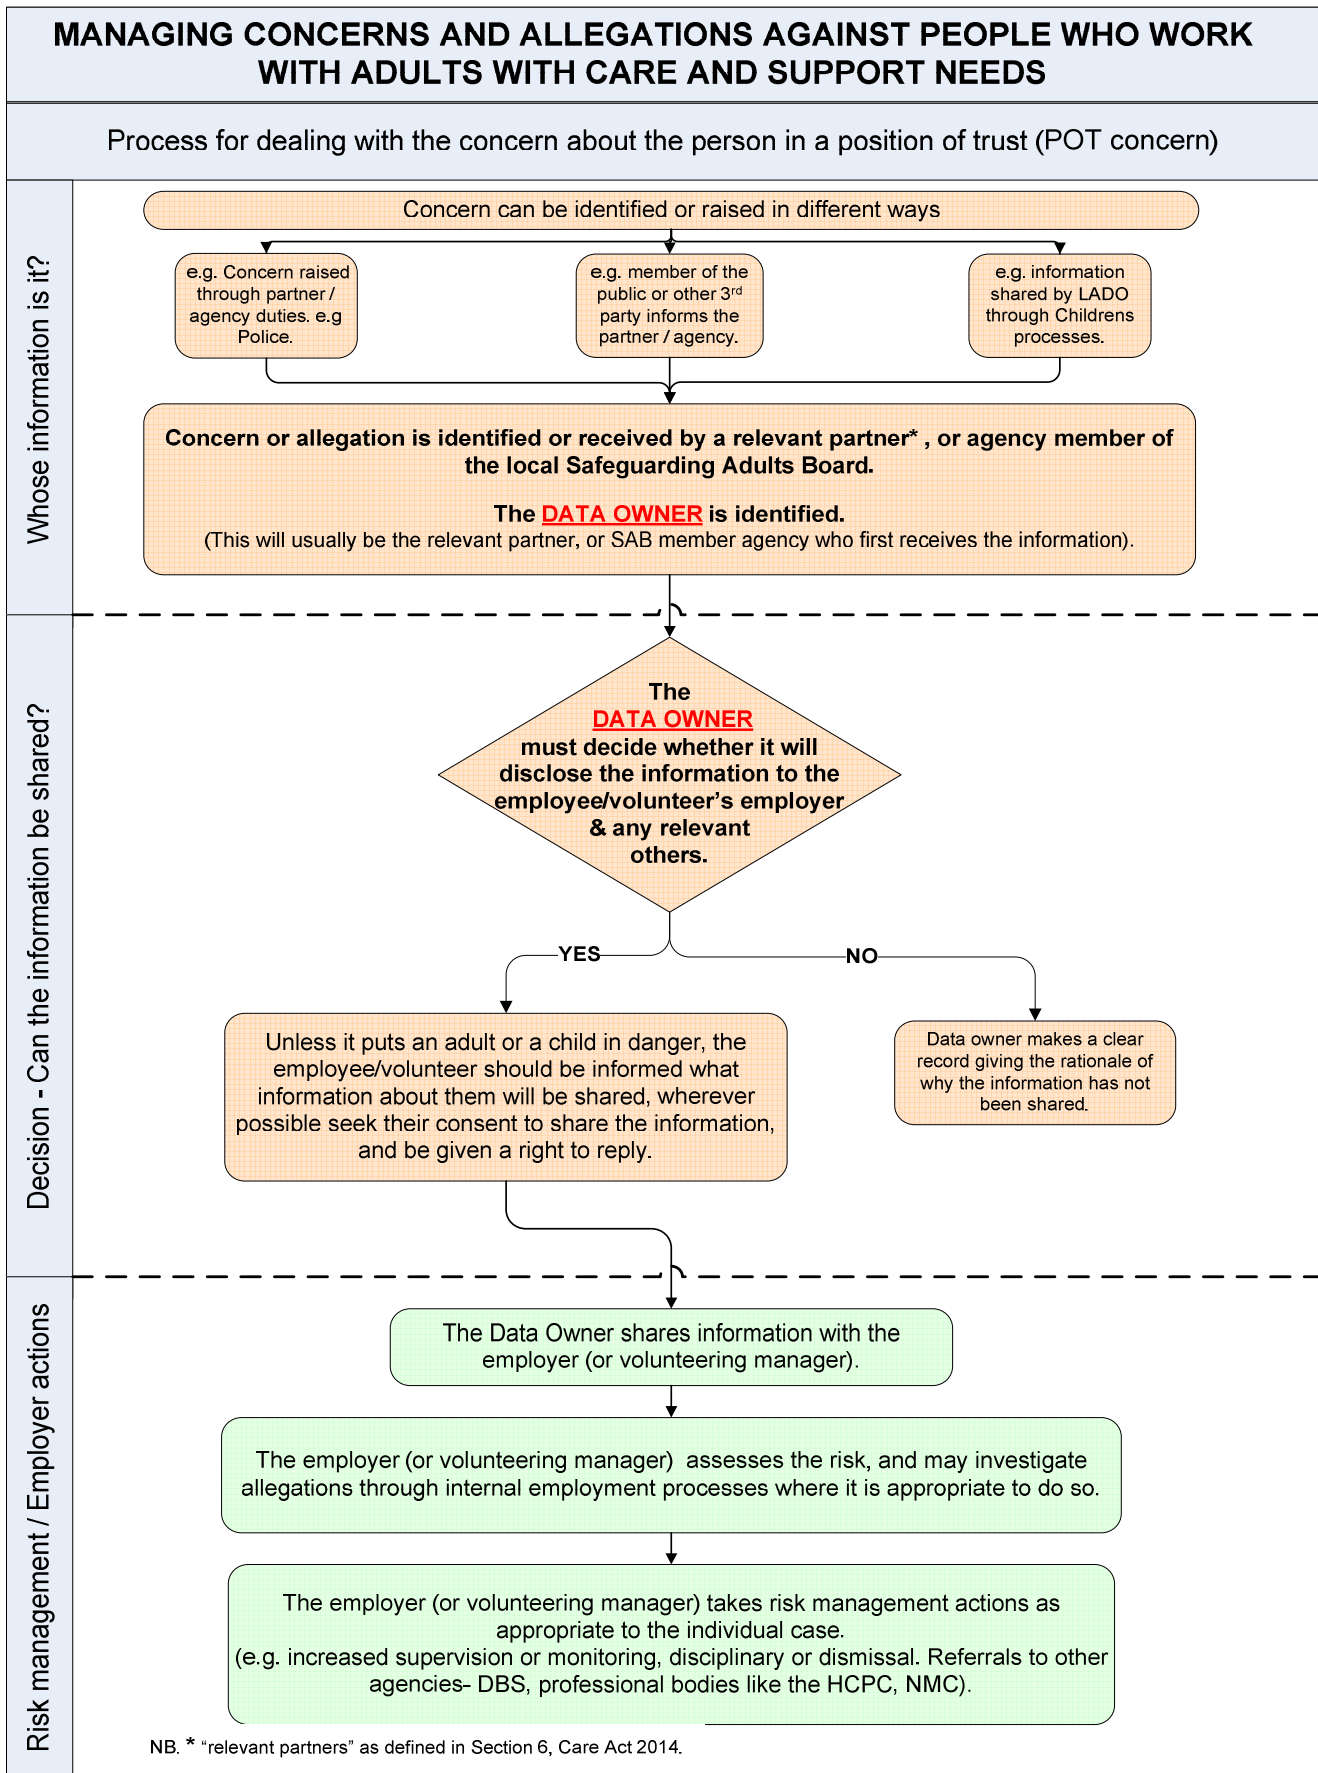 MANAGING CONCERNS AND ALLEGATIONS AGAINST PEOPLE WHO WORK
WITH ADULTS WITH CARE AND SUPPORT NEEDS
Process for dealing with the concern about the person in a position of trust (POT concern)
Whose information is it?
Concern can be identified or raised in different ways
e.g. Concern raised
through partner /
agency duties. e.g
Police.
e.g. member of the
public or other 3rd
party informs the
partner / agency.
e.g. information
shared by LADO
through Childrens
processes.
Concern or allegation is identified or received by a relevant partner* , or agency member of
the local Safeguarding Adults Board.
The DATA OWNER is identified.
(This will usually be the relevant partner, or SAB member agency who first receives the information).
Decision - Can the information be shared?
The
DATA OWNER
must decide whether it will
disclose the information to the
employee/volunteer’s employer
& any relevant
others.
YES
NO
Unless it puts an adult or a child in danger, the
employee/volunteer should be informed what
information about them will be shared, wherever
possible seek their consent to share the information,
and be given a right to reply.
Data owner makes a clear
record giving the rationale of
why the information has not
been shared.
Risk management / Employer actions
The Data Owner shares information with the
employer (or volunteering manager).
The employer (or volunteering manager)  assesses the risk, and may investigate
allegations through internal employment processes where it is appropriate to do so.
The employer (or volunteering manager) takes risk management actions as
appropriate to the individual case.
(e.g. increased supervision or monitoring, disciplinary or dismissal. Referrals to other
agencies- DBS, professional bodies like the HCPC, NMC).
NB. * “relevant partners” as defined in Section 6, Care Act 2014.